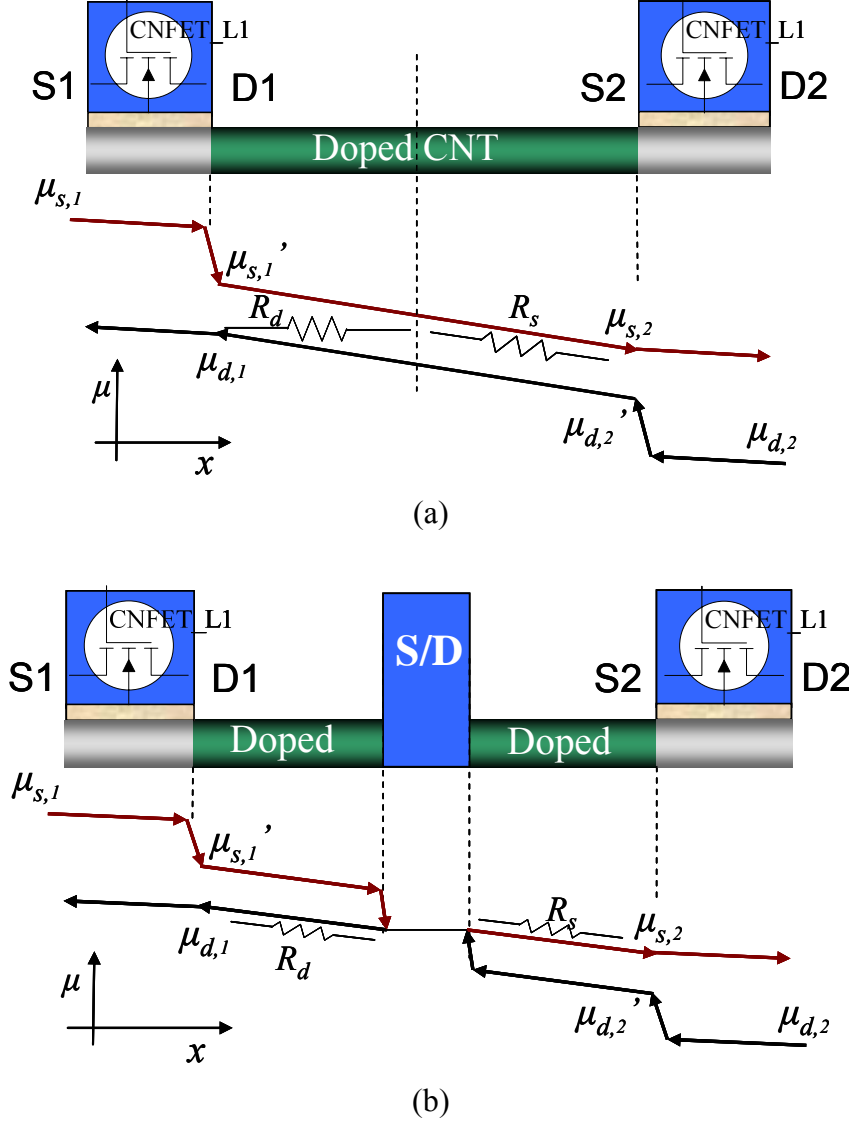 CNFET_L1 CNFET_L1
S1 D1 S2 D2
Doped CNT
μs,1
μs,1’
Rd Rs μs,2
μd,1
μ μd,2’ μd,2
x
(a)
CNFET_L1 CNFET_L1
S/D
S1 D1 S2 D2
Doped Doped
μs,1
μs,1’
Rs μs,2
μd,1 Rd
μ μd,2’ μd,2
x
(b)